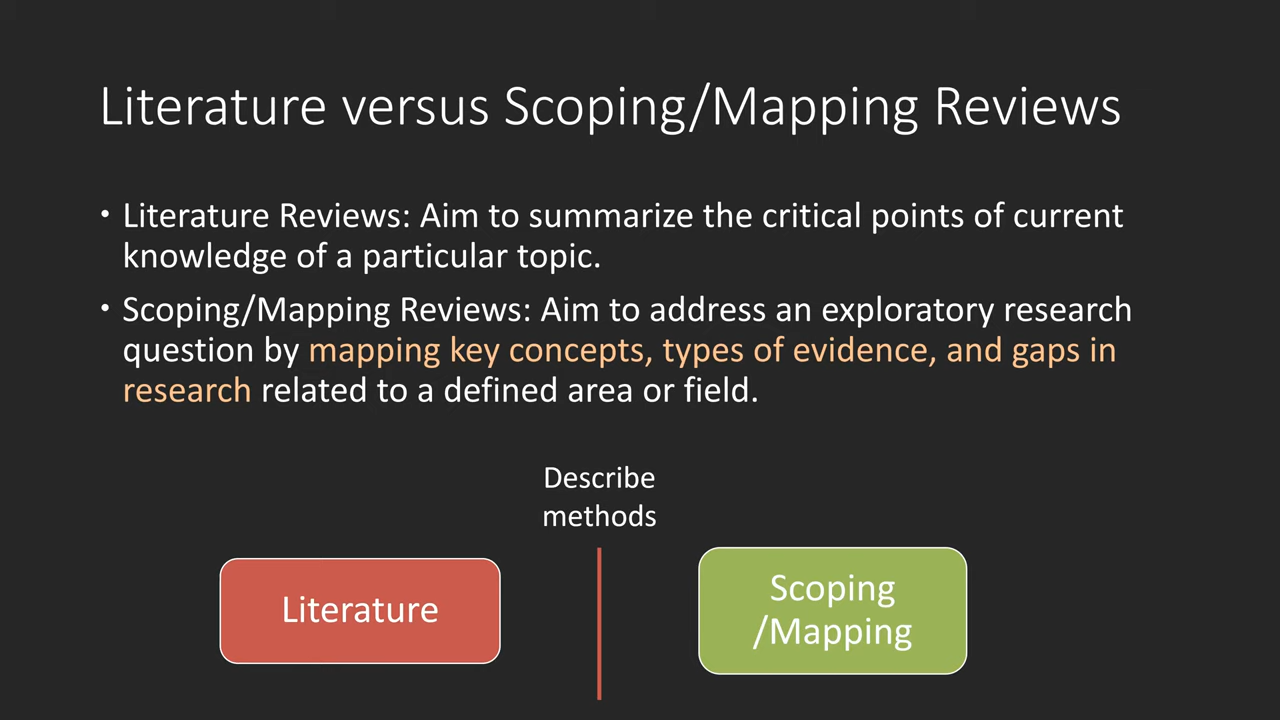 Literature versus Scoping/Mapping Reviews
• Literature Reviews: Aim to summarize the critical points of current
knowledge of a particular topic.
• Scoping/Mapping Reviews: Aim to address an exploratory research
question by mapping key concepts, types of evidence, and gaps in
research related to a defined area or field.
Describe
methods
Literature
Scoping
/Mapping